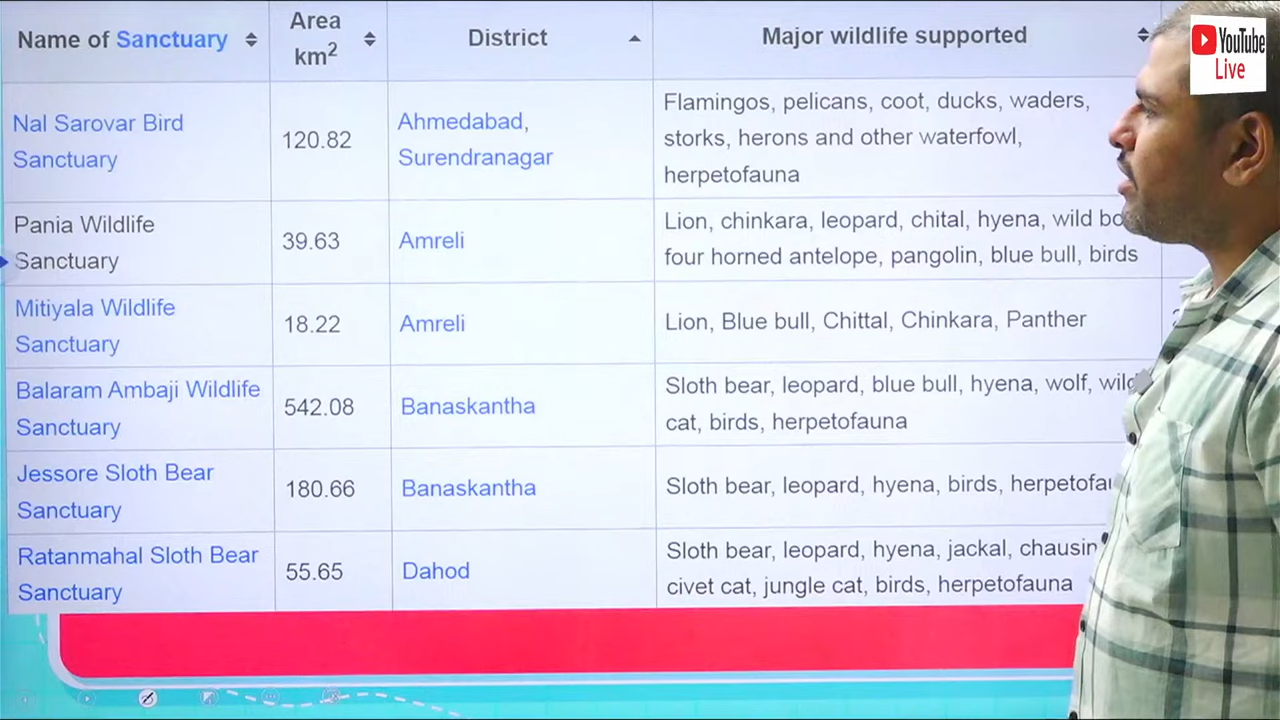 Name of Sanctuary
Area
km²
District
Major wildlife supported
Nal Sarovar Bird
Sanctuary
120.82
Ahmedabad,
Surendranagar
Flamingos, pelicans, coot, ducks, waders,
storks, herons and other waterfowl,
herpetofauna
Pania Wildlife
Sanctuary
39.63
Amreli
Lion, chinkara, leopard, chital, hyena, wild
four horned antelope, pangolin, blue bull, birds
Mitiyala Wildlife
Sanctuary
18.22
Amreli
Lion, Blue bull, Chittal, Chinkara, Panther
Balaram Ambaji Wildlife
Sanctuary
542.08
Banaskantha
Sloth bear, leopard, blue bull, hyena, wolf, wild
cat, birds, herpetofauna
Jessore Sloth Bear
Sanctuary
180.66
Banaskantha
Sloth bear, leopard, hyena, birds,
Ratanmahal Sloth Bear
Sanctuary
55.65
Dahod
Sloth bear, leopard, hyena, jackal,
civet cat, jungle cat, birds, herpetofauna
YouTube
Live